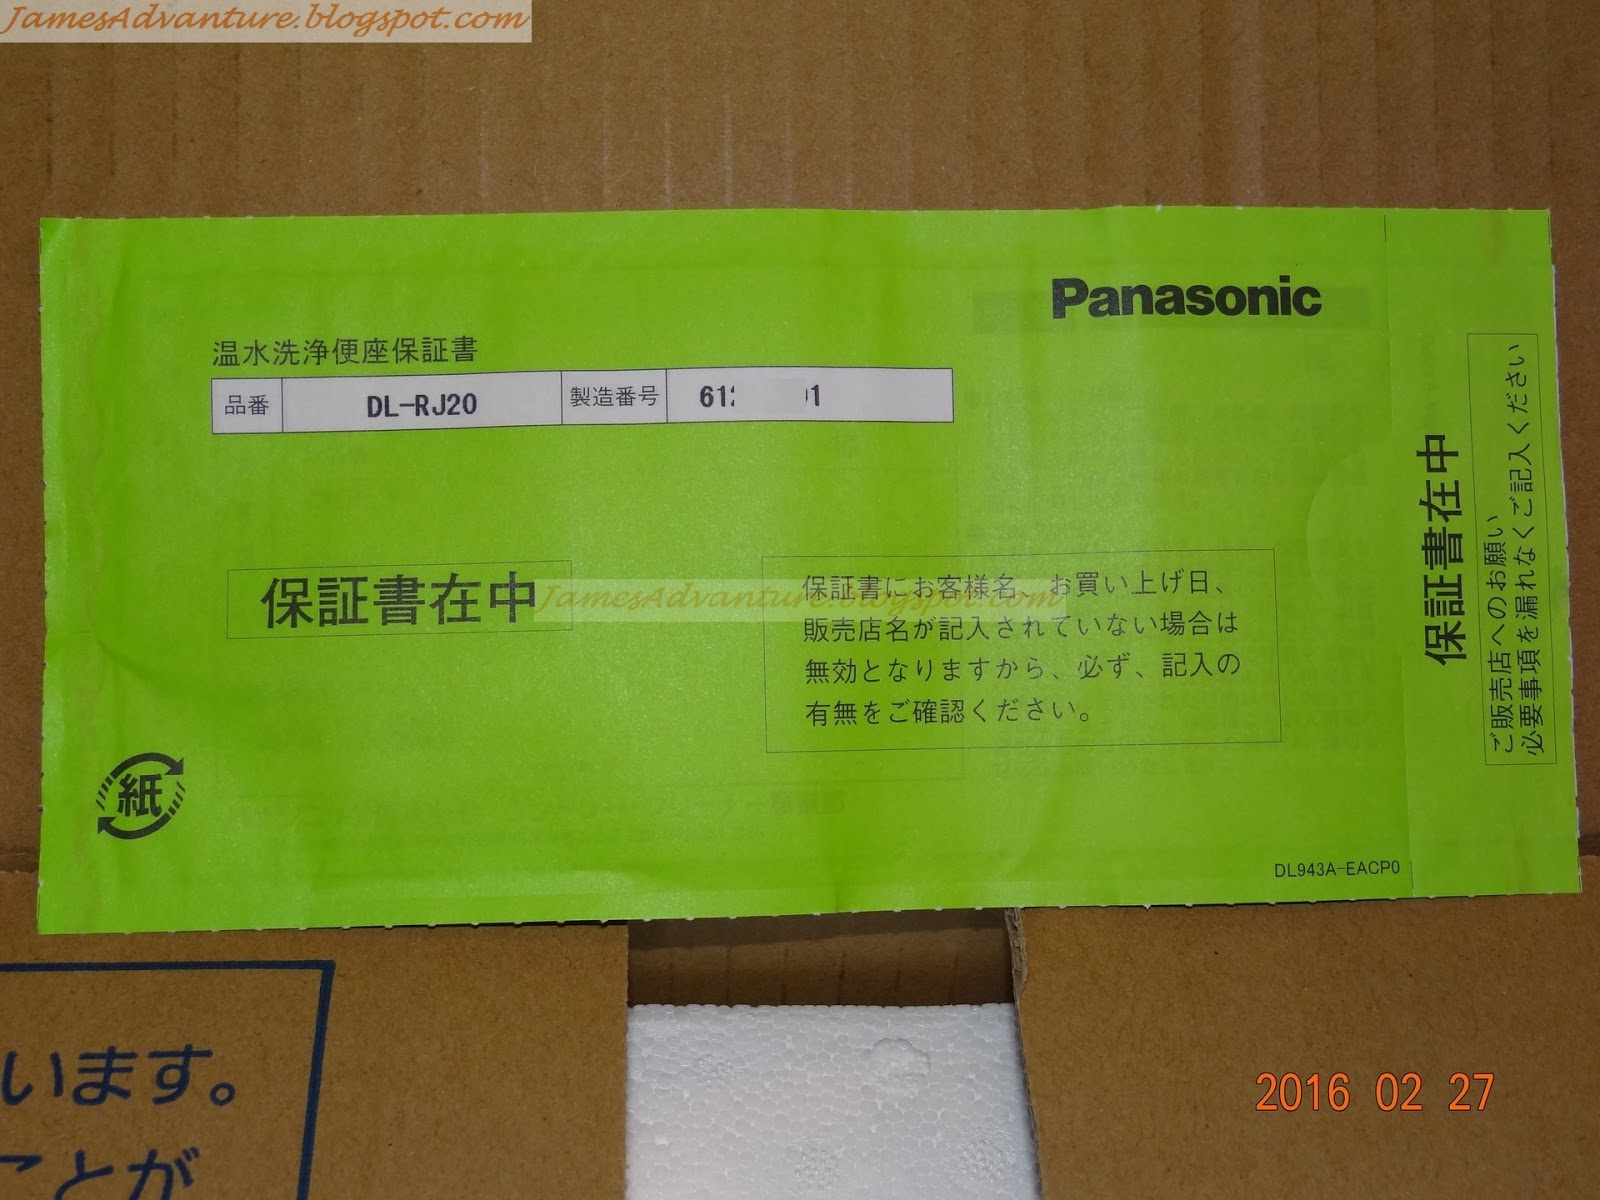 JamesAdvanture.blogspot.com
Panasonic
温水洗浄便座保証書
品番 DL-RJ20 製造番号 61 1
保証書在中
JamesAdvanture.blogspot.com
保証書にお客様名、お買い上げ日、
販売店名が記入されていない場合は
無効となりますから、必ず、記入の
有無をご確認ください。
保証書在中
ご販売店へのお願い
必要事項を漏れなくご記入ください
紙
DL943A-EACP0
います。
ことが
2016 02 27